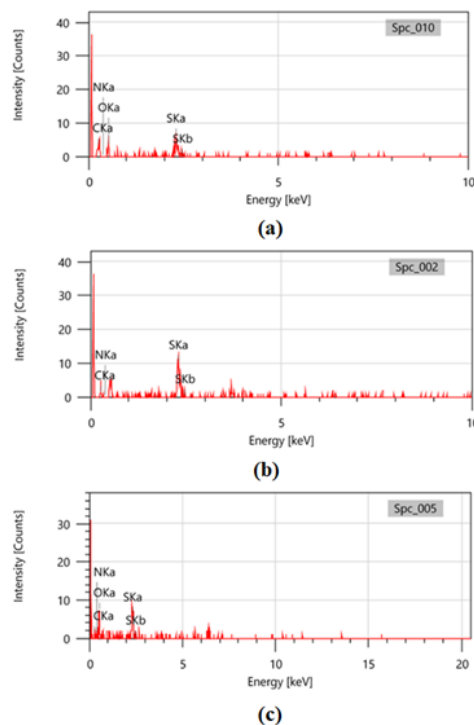 Intensity [Counts]
40
30
20
10
0
Spc_010
NKa
OKa
CKa
SKa
SKb
0
5
10
Energy [keV]
(a)
Intensity [Counts]
40
30
20
10
0
Spc_002
NKa
CKa
SKa
SKb
0
5
10
Energy [keV]
(b)
Intensity [Counts]
30
20
10
0
Spc_005
NKa
OKa
CKa
SKa
SKb
0
5
10
15
20
Energy [keV]
(c)